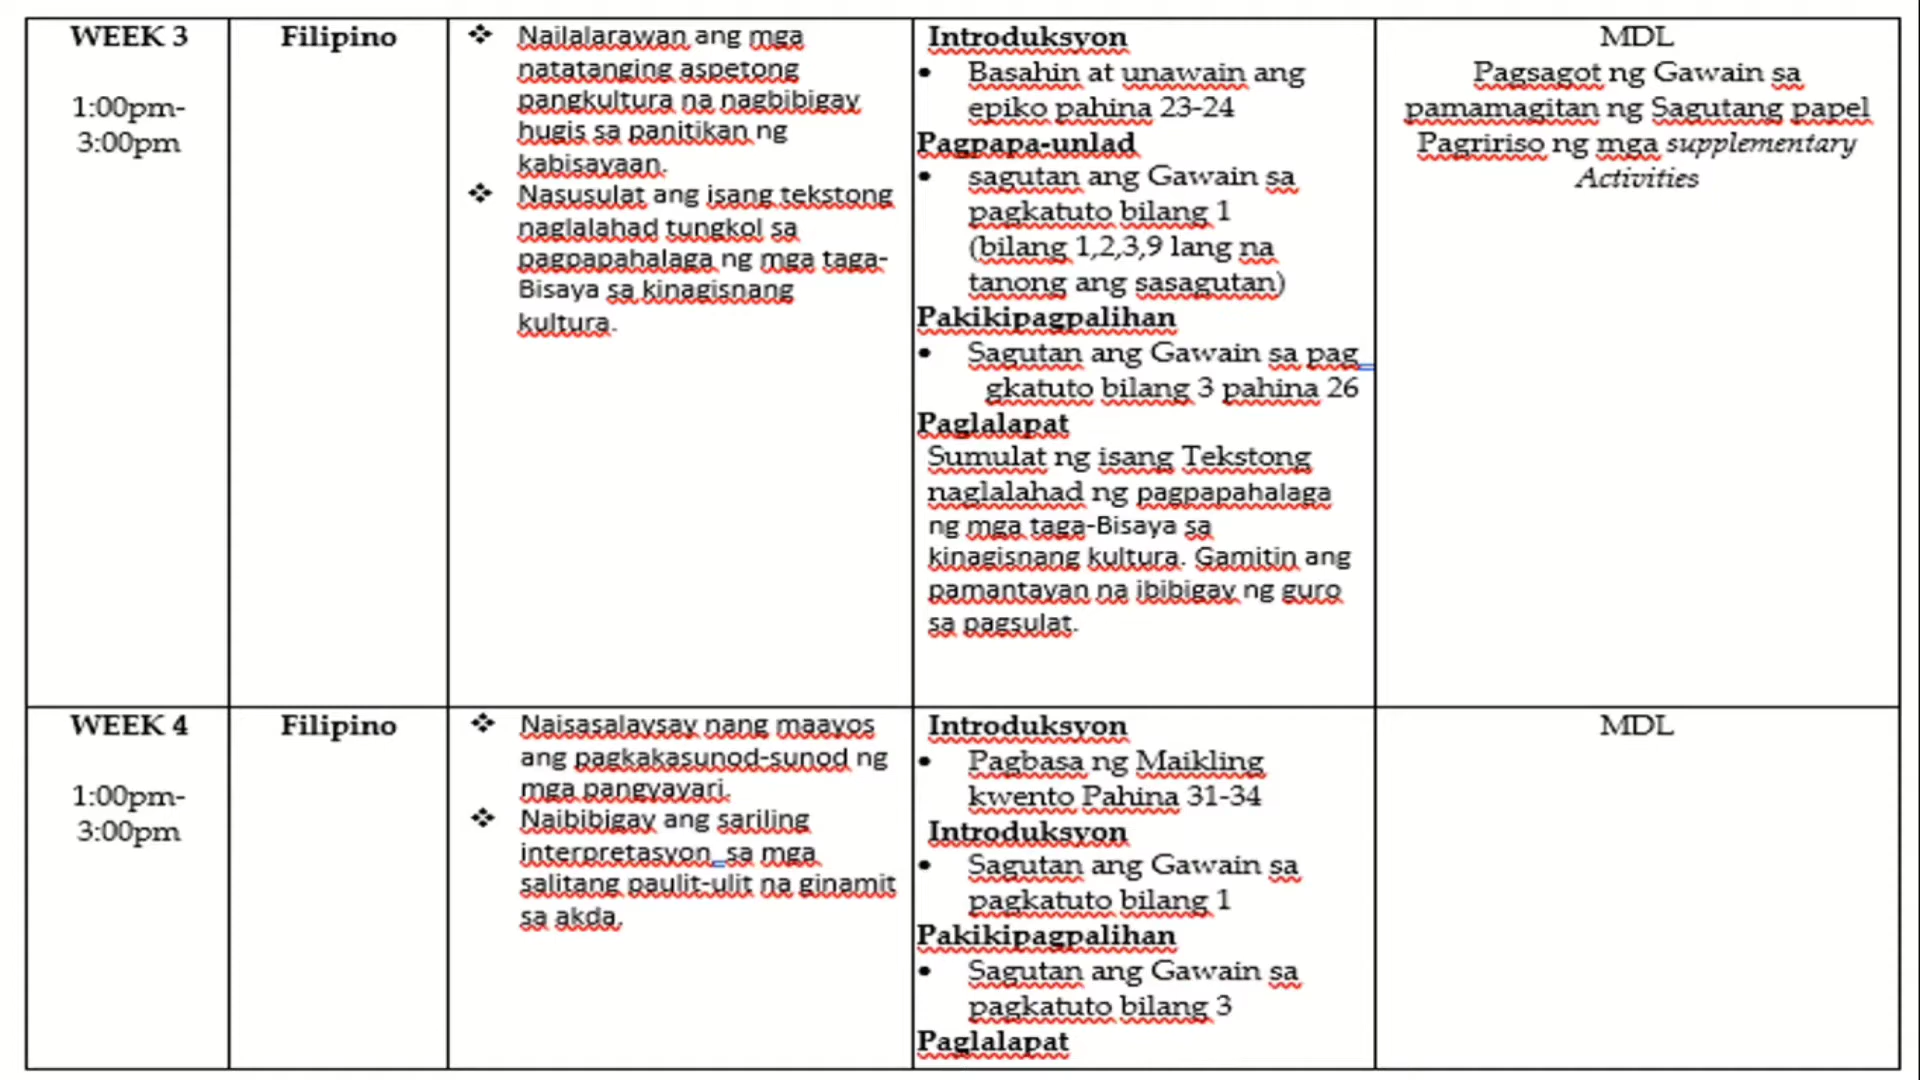 WEEK 3
1:00pm-
3:00pm
Filipino
❖ Nailalarawan ang mga
natatanging aspetong
pangkultura na nagbibigay
hugis sa panitikan ng
kabisayaan.
❖ Nasusulat ang isang tekstong
naglalahad tungkol sa
pagpapahalaga ng mga taga-
Bisaya sa kinagisnang
kultura.
Introduksyon
• Basahin at unawain ang
epiko pahina 23-24
Pagpapa-unlad
• sagutan ang Gawain sa
pagkatuto bilang 1
(bilang 1,2,3,9 lang na
tanong ang sasagutan)
Pakikipagpalihan
• Sagutan ang Gawain sa pag
gkatuto bilang 3 pahina 26
Paglalapat
Sumulat ng isang Tekstong
naglalahad ng pagpapahalaga
ng mga taga-Bisaya sa
kinagisnang kultura. Gamitin ang
pamantayan na ibibigay ng guro
sa pagsulat.
MDL
Pagsagot ng Gawain sa
pamamagitan ng Sagutang papel
Pagririso ng mga supplementary
Activities
WEEK 4
1:00pm-
3:00pm
Filipino
❖ Naisasalaysay nang maayos
ang pagkakasunod-sunod ng
mga pangyayari.
❖ Naibibigay ang sariling
interpretasyon sa mga
salitang paulit-ulit na ginamit
sa akda.
Introduksyon
• Pagbasa ng Maikling
kwento Pahina 31-34
Introduksyon
• Sagutan ang Gawain sa
pagkatuto bilang 1
Pakikipagpalihan
• Sagutan ang Gawain sa
pagkatuto bilang 3
Paglalapat
MDL